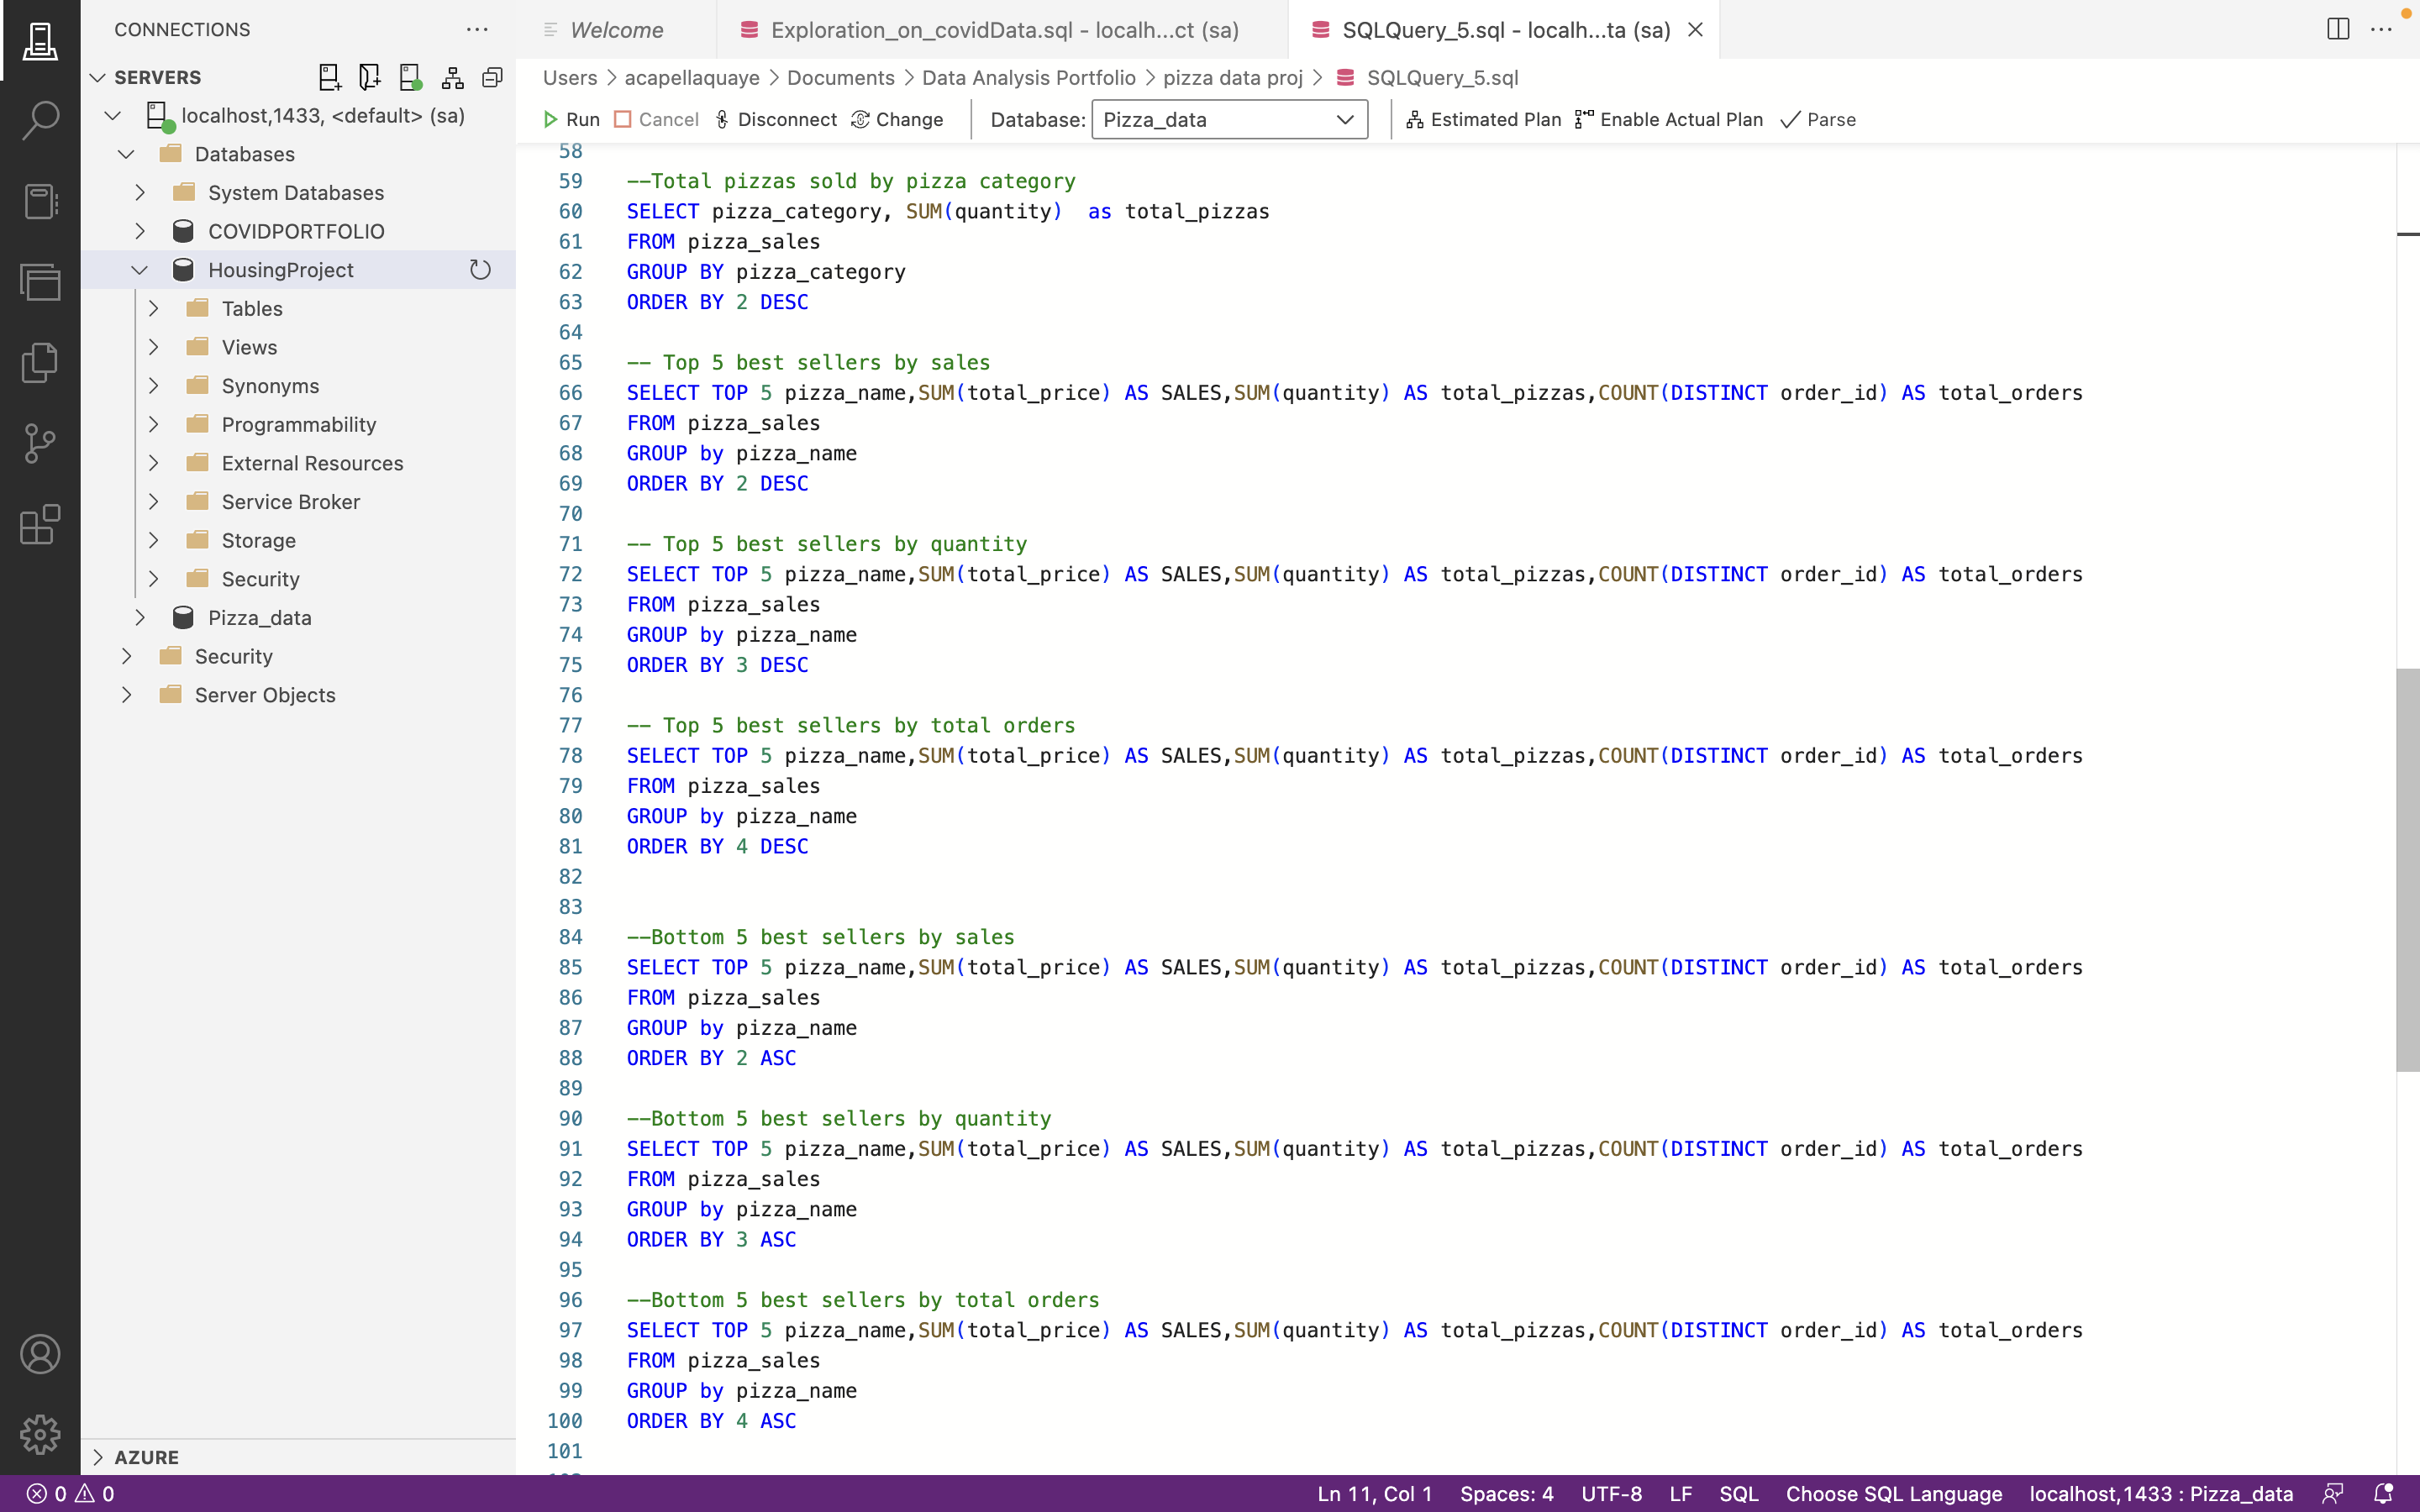 CONNECTIONS
SERVERS
localhost,1433, <default> (sa)
Databases
System Databases
COVIDPORTFOLIO
HousingProject
Tables
Views
Synonyms
Programmability
External Resources
Service Broker
Storage
Security
Pizza_data
Security
Server Objects
AZURE
Welcome
Exploration_on_covidData.sql - localh...ct (sa)
SQLQuery_5.sql - localh...ta (sa)
Users > acapellaquaye > Documents > Data Analysis Portfolio > pizza data proj > SQLQuery_5.sql
Run Cancel Disconnect Change Database: Pizza_data Estimated Plan Enable Actual Plan Parse
58
59 --Total pizzas sold by pizza category
60 SELECT pizza_category, SUM(quantity)  as total_pizzas
61 FROM pizza_sales
62 GROUP BY pizza_category
63 ORDER BY 2 DESC
64
65 -- Top 5 best sellers by sales
66 SELECT TOP 5 pizza_name,SUM(total_price) AS SALES,SUM(quantity) AS total_pizzas,COUNT(DISTINCT order_id) AS total_orders
67 FROM pizza_sales
68 GROUP by pizza_name
69 ORDER BY 2 DESC
70
71 -- Top 5 best sellers by quantity
72 SELECT TOP 5 pizza_name,SUM(total_price) AS SALES,SUM(quantity) AS total_pizzas,COUNT(DISTINCT order_id) AS total_orders
73 FROM pizza_sales
74 GROUP by pizza_name
75 ORDER BY 3 DESC
76
77 -- Top 5 best sellers by total orders
78 SELECT TOP 5 pizza_name,SUM(total_price) AS SALES,SUM(quantity) AS total_pizzas,COUNT(DISTINCT order_id) AS total_orders
79 FROM pizza_sales
80 GROUP by pizza_name
81 ORDER BY 4 DESC
82
83
84 --Bottom 5 best sellers by sales
85 SELECT TOP 5 pizza_name,SUM(total_price) AS SALES,SUM(quantity) AS total_pizzas,COUNT(DISTINCT order_id) AS total_orders
86 FROM pizza_sales
87 GROUP by pizza_name
88 ORDER BY 2 ASC
89
90 --Bottom 5 best sellers by quantity
91 SELECT TOP 5 pizza_name,SUM(total_price) AS SALES,SUM(quantity) AS total_pizzas,COUNT(DISTINCT order_id) AS total_orders
92 FROM pizza_sales
93 GROUP by pizza_name
94 ORDER BY 3 ASC
95
96 --Bottom 5 best sellers by total orders
97 SELECT TOP 5 pizza_name,SUM(total_price) AS SALES,SUM(quantity) AS total_pizzas,COUNT(DISTINCT order_id) AS total_orders
98 FROM pizza_sales
99 GROUP by pizza_name
100 ORDER BY 4 ASC
101
0 0 Ln 11, Col 1 Spaces: 4 UTF-8 LF SQL Choose SQL Language localhost,1433 : Pizza_data